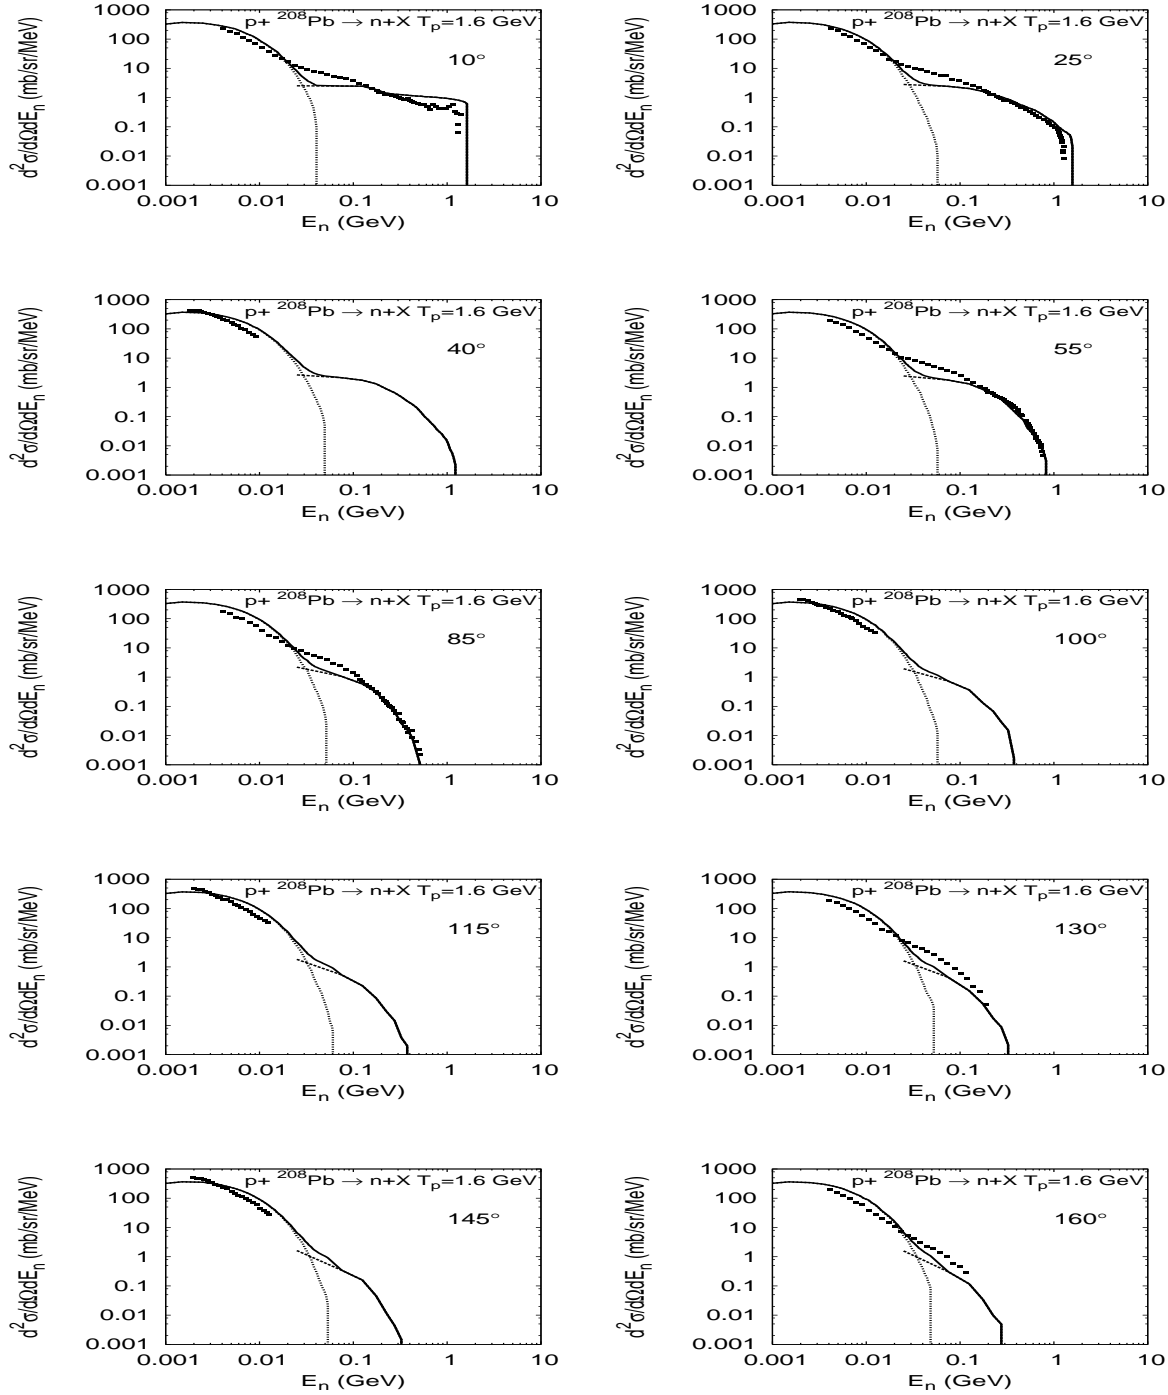 p+ ²⁰⁸Pb → n+X Tₚ=1.6 GeV
10°
d²σ/dΩdEₙ (mb/sr/MeV)
1000
100
10
1
0.1
0.01
0.001
0.001 0.01 0.1 1 10
Eₙ (GeV)
p+ ²⁰⁸Pb → n+X Tₚ=1.6 GeV
25°
d²σ/dΩdEₙ (mb/sr/MeV)
1000
100
10
1
0.1
0.01
0.001
0.001 0.01 0.1 1 10
Eₙ (GeV)
p+ ²⁰⁸Pb → n+X Tₚ=1.6 GeV
40°
d²σ/dΩdEₙ (mb/sr/MeV)
1000
100
10
1
0.1
0.01
0.001
0.001 0.01 0.1 1 10
Eₙ (GeV)
p+ ²⁰⁸Pb → n+X Tₚ=1.6 GeV
55°
d²σ/dΩdEₙ (mb/sr/MeV)
1000
100
10
1
0.1
0.01
0.001
0.001 0.01 0.1 1 10
Eₙ (GeV)
p+ ²⁰⁸Pb → n+X Tₚ=1.6 GeV
85°
d²σ/dΩdEₙ (mb/sr/MeV)
1000
100
10
1
0.1
0.01
0.001
0.001 0.01 0.1 1 10
Eₙ (GeV)
p+ ²⁰⁸Pb → n+X Tₚ=1.6 GeV
100°
d²σ/dΩdEₙ (mb/sr/MeV)
1000
100
10
1
0.1
0.01
0.001
0.001 0.01 0.1 1 10
Eₙ (GeV)
p+ ²⁰⁸Pb → n+X Tₚ=1.6 GeV
115°
d²σ/dΩdEₙ (mb/sr/MeV)
1000
100
10
1
0.1
0.01
0.001
0.001 0.01 0.1 1 10
Eₙ (GeV)
p+ ²⁰⁸Pb → n+X Tₚ=1.6 GeV
130°
d²σ/dΩdEₙ (mb/sr/MeV)
1000
100
10
1
0.1
0.01
0.001
0.001 0.01 0.1 1 10
Eₙ (GeV)
p+ ²⁰⁸Pb → n+X Tₚ=1.6 GeV
145°
d²σ/dΩdEₙ (mb/sr/MeV)
1000
100
10
1
0.1
0.01
0.001
0.001 0.01 0.1 1 10
Eₙ (GeV)
p+ ²⁰⁸Pb → n+X Tₚ=1.6 GeV
160°
d²σ/dΩdEₙ (mb/sr/MeV)
1000
100
10
1
0.1
0.01
0.001
0.001 0.01 0.1 1 10
Eₙ (GeV)